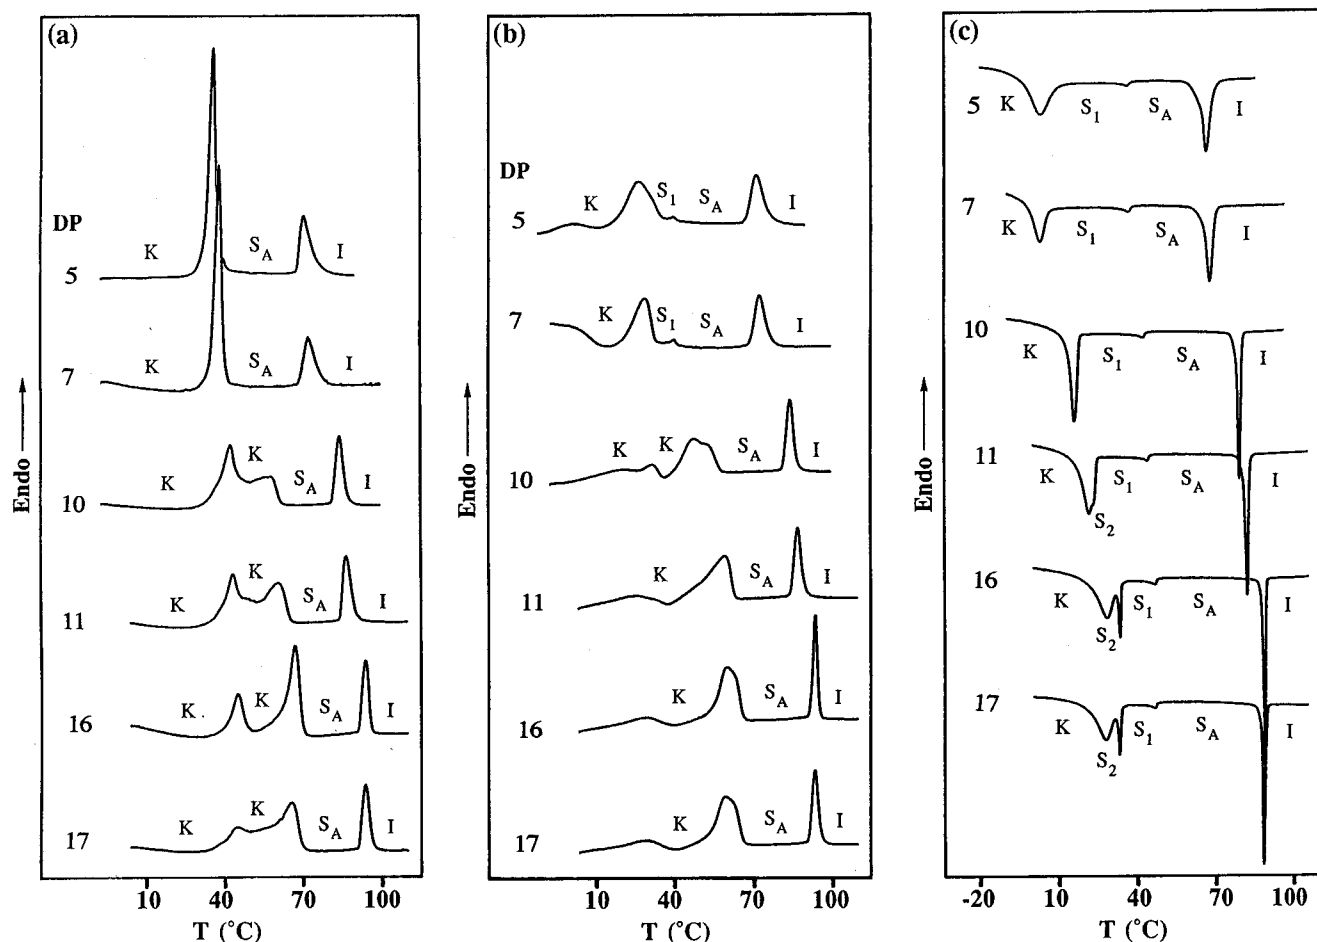 (a)
DP
K S_A I
5
K S_A I
7
K K S_A I
10
K K S_A I
11
K K S_A I
16
K K S_A I
17
Endo →
10 40 70 100
T (°C)
(b)
DP
K S_1 S_A I
5
K S_1 S_A I
7
K K S_A I
10
K S_A I
11
K S_A I
16
K S_A I
17
Endo →
10 40 70 100
T (°C)
(c)
5 K S_1 S_A I
7 K S_1 S_A I
10 K S_1 S_A I
11 K S_2 S_1 S_A I
16 K S_2 S_1 S_A I
17 K S_2 S_1 S_A I
Endo →
-20 10 40 70 100
T (°C)